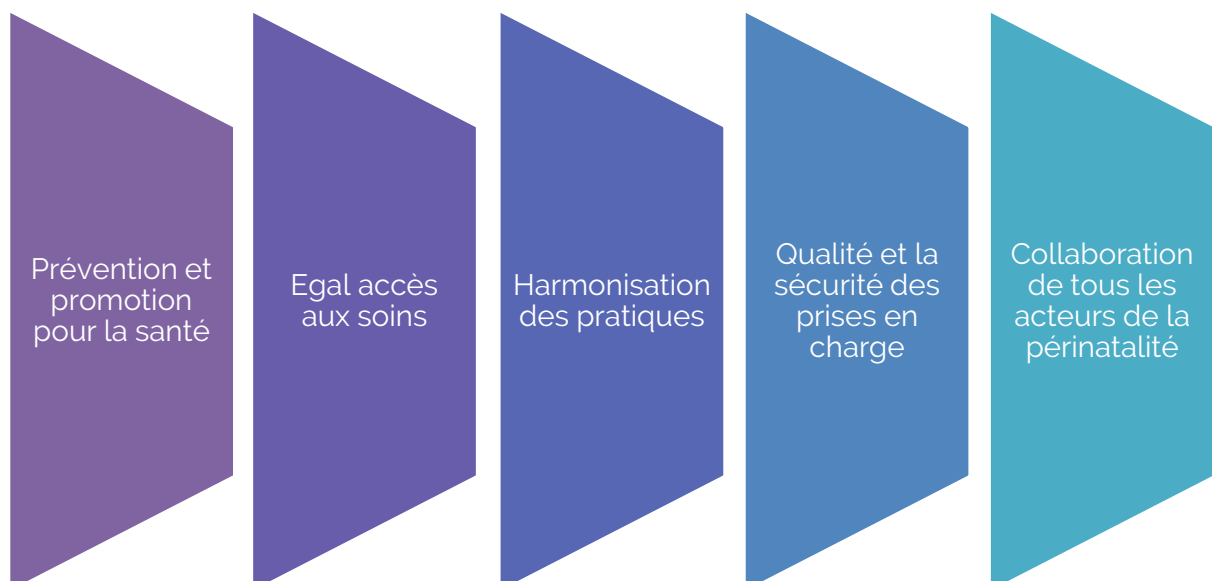 Prévention et
promotion
pour la santé
Egal accès
aux soins
Harmonisation
des pratiques
Qualité et la
sécurité des
prises en
charge
Collaboration
de tous les
acteurs de la
périnatalité